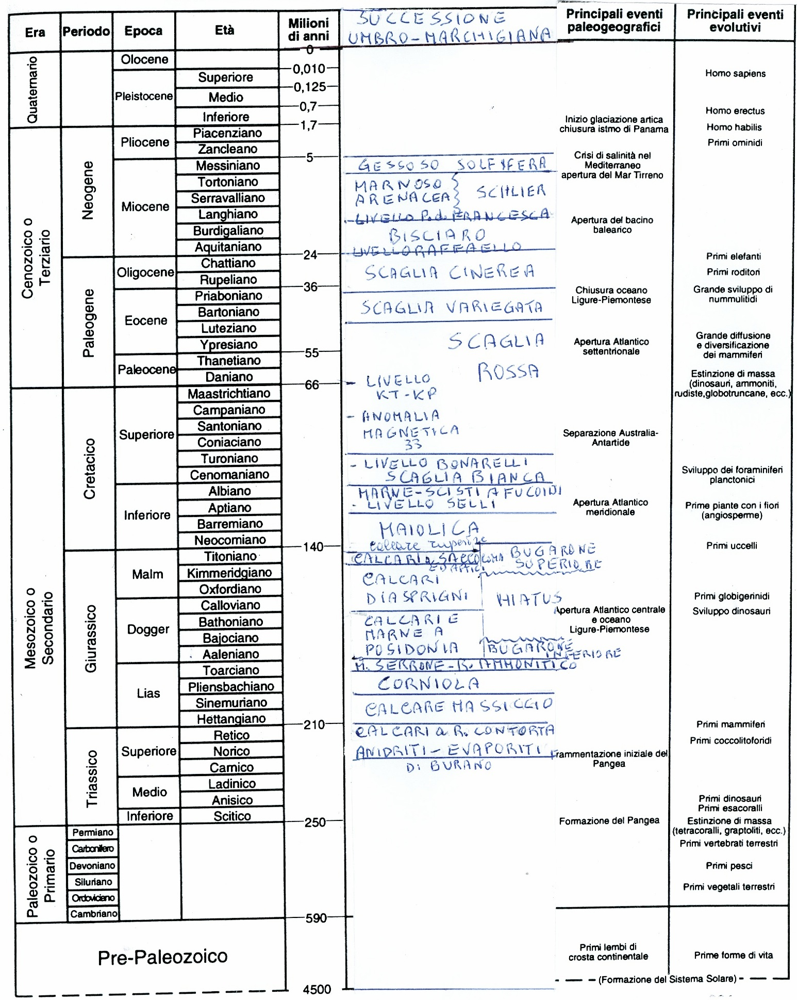 Era
Periodo
Epoca
Età
Milioni
di anni
SUCCESSIONE
UMBRO-MARCHIGIANA
Principali eventi
paleogeografici
Principali eventi
evolutivi
Quaternario
Cenozoico o
Terziario
Mesozoico o
Secondario
Paleozoico o
Primario
Neogene
Paleogene
Cretacico
Giurassico
Triassico
Permiano
Carbonifero
Devoniano
Siluriano
Ordoviciano
Cambriano
Olocene
Pleistocene
Pliocene
Miocene
Oligocene
Eocene
Paleocene
Superiore
Inferiore
Malm
Dogger
Lias
Superiore
Medio
Inferiore
Superiore
Medio
Inferiore
Piacenziano
Zancleano
Messiniano
Tortoniano
Serravalliano
Langhiano
Burdigaliano
Aquitaniano
Chattiano
Rupeliano
Priaboniano
Bartoniano
Luteziano
Ypresiano
Thanetiano
Daniano
Maastrichtiano
Campaniano
Santoniano
Coniaciano
Turoniano
Cenomaniano
Albiano
Aptiano
Barremiano
Neocomiano
Titoniano
Kimmeridgiano
Oxfordiano
Calloviano
Bathoniano
Bajociano
Aaleniano
Toarciano
Pliensbachiano
Sinemuriano
Hettangiano
Retico
Norico
Carnico
Ladinico
Anisico
Scitico
0
0,010
0,125
0,7
1,7
5
24
36
55
66
140
210
250
590
4500
Pre-Paleozoico
GESSOSO SOLFIFERA
MARNOSO
ARENACEA
SCHLIER
LIVELLO P.d. FRANCESCA
BISCIARO
LIVELLO RAFFAELLO
SCAGLIA CINEREA
SCAGLIA VARIEGATA
SCAGLIA
ROSSA
- LIVELLO
KT-KP
- ANOMALIA
MAGNETICA
33
- LIVELLO BONARELLI
SCAGLIA BIANCA
MARNE-SCISTI A FUCOIDI
- LIVELLO SELLI
MAIOLICA
calcare rupestre
CALCARI a SACCOCOMA
ED APTICI
BUGARONE
SUPERIORE
CALCARI
DIASPRIGNI
HIATUS
CALCARI E
MARNE A
POSIDONIA
BUGARONE
INFERIORE
M. SERRONE-R. AMMONITICO
CORNIOLA
CALCARE MASSICCIO
CALCARI a R. CONTORTA
ANIDRITI-EVAPORITI
Di BURANO
Inizio glaciazione artica
chiusura istmo di Panama
Crisi di salinità nel
Mediterraneo
apertura del Mar Tirreno
Apertura del bacino
balearico
Chiusura oceano
Ligure-Piemontese
Apertura Atlantico
settentrionale
Separazione Australia-
Antartide
Apertura Atlantico
meridionale
Apertura Atlantico centrale
e oceano
Ligure-Piemontese
Frammentazione iniziale del
Pangea
Formazione del Pangea
Primi lembi di
crosta continentale
Homo sapiens
Homo erectus
Homo habilis
Primi ominidi
Primi elefanti
Primi roditori
Grande sviluppo di
nummulitidi
Grande diffusione
e diversificazione
dei mammiferi
Estinzione di massa
(dinosauri, ammoniti,
rudiste,globotruncane, ecc.)
Sviluppo dei foraminiferi
planctonici
Prime piante con i fiori
(angiosperme)
Primi uccelli
Primi globigerinidi
Sviluppo dinosauri
Primi mammiferi
Primi coccolitoforidi
Primi dinosauri
Primi esacoralli
Estinzione di massa
(tetracoralli, graptoliti, ecc.)
Primi vertebrati terrestri
Primi pesci
Primi vegetali terrestri
Prime forme di vita
(Formazione del Sistema Solare)